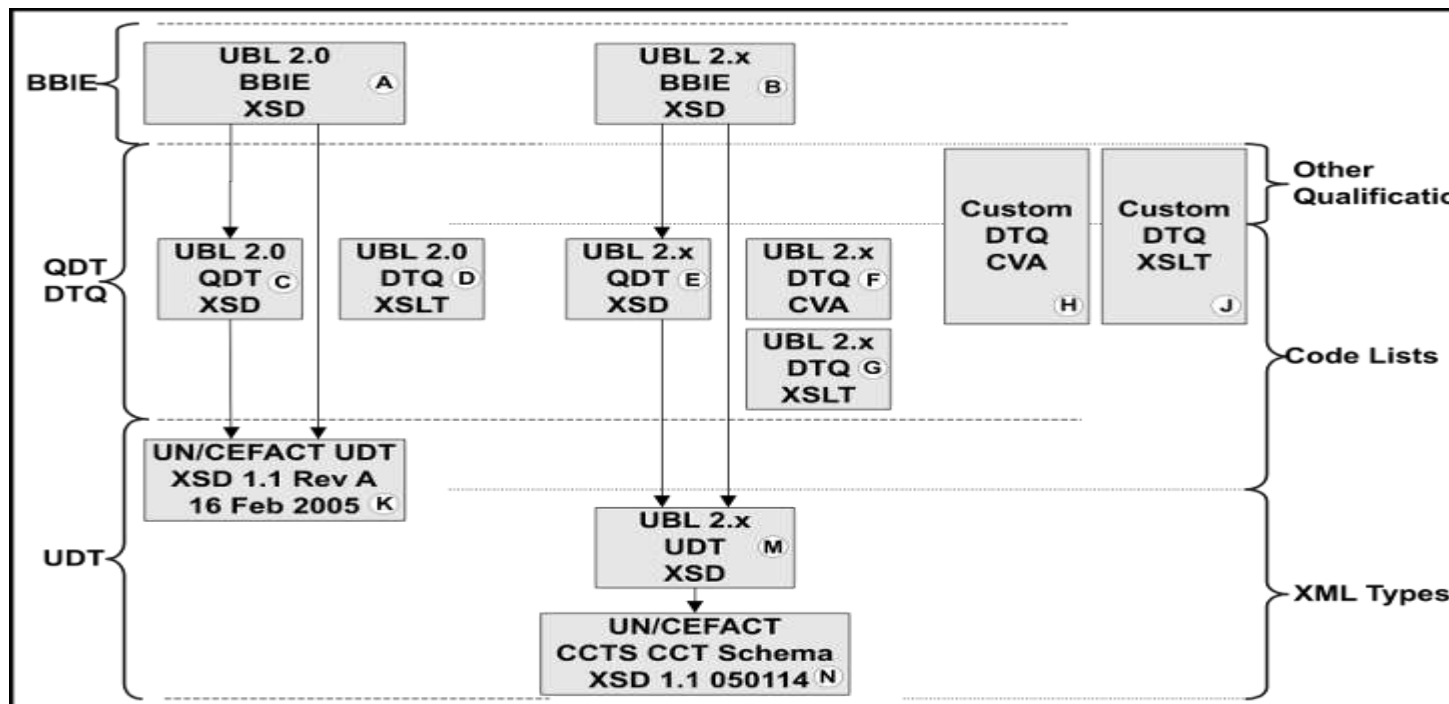 BBIE
UBL 2.0
BBIE
XSD
A
UBL 2.x
BBIE
XSD
B
QDT
DTQ
UBL 2.0
QDT
XSD
C
UBL 2.0
DTQ
XSLT
D
UBL 2.x
QDT
XSD
E
UBL 2.x
DTQ
CVA
F
UBL 2.x
DTQ
XSLT
G
Custom
DTQ
CVA
H
Custom
DTQ
XSLT
J
Other
Qualificatio
Code Lists
UDT
UN/CEFACT UDT
XSD 1.1 Rev A
16 Feb 2005
K
UBL 2.x
UDT
XSD
M
UN/CEFACT
CCTS CCT Schema
XSD 1.1 050114
N
XML Types